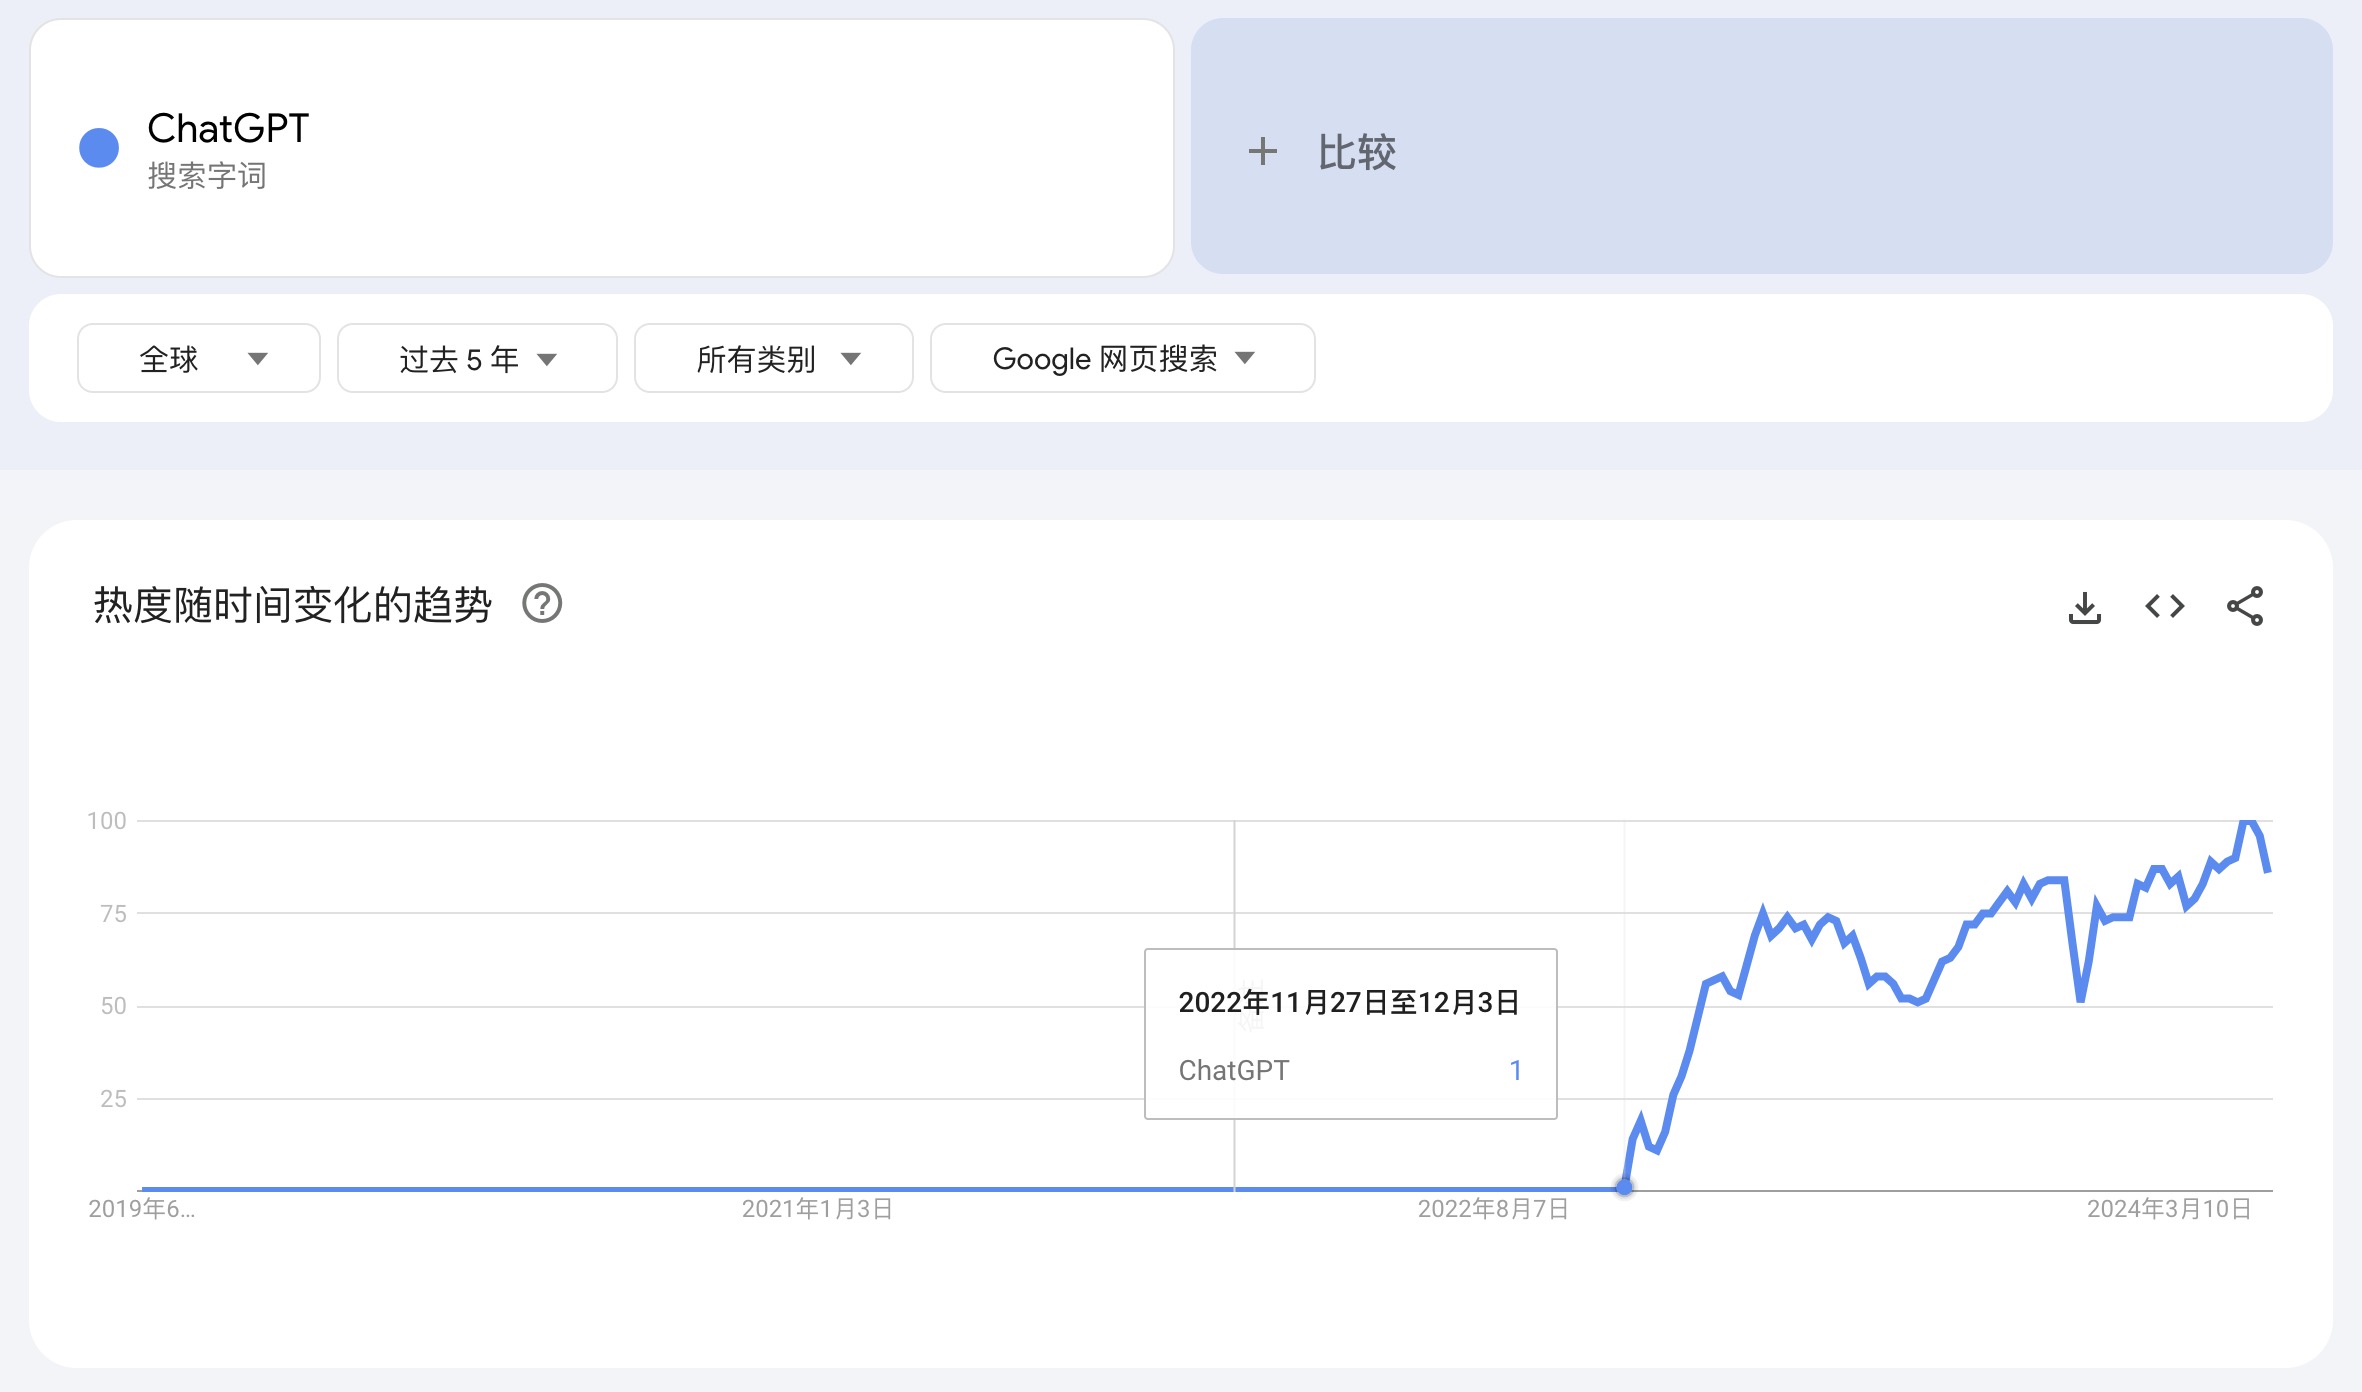 ChatGPT
搜索字词
+ 比较
全球
过去 5 年
所有类别
Google 网页搜索
热度随时间变化的趋势
100
75
50
25
2022年11月27日至12月3日
ChatGPT 1
2019年6...
2021年1月3日
2022年8月7日
2024年3月10日